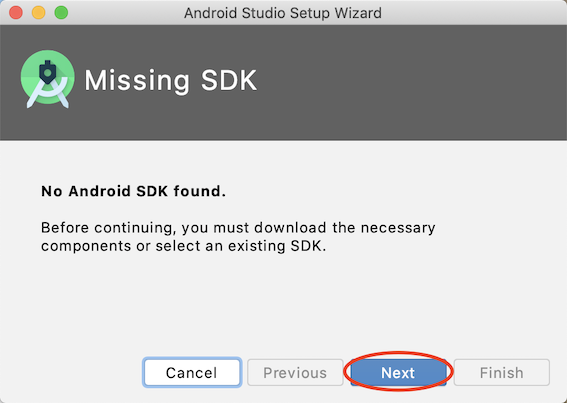 Android Studio Setup Wizard
Missing SDK
No Android SDK found.
Before continuing, you must download the necessary
components or select an existing SDK.
Cancel Previous Next Finish